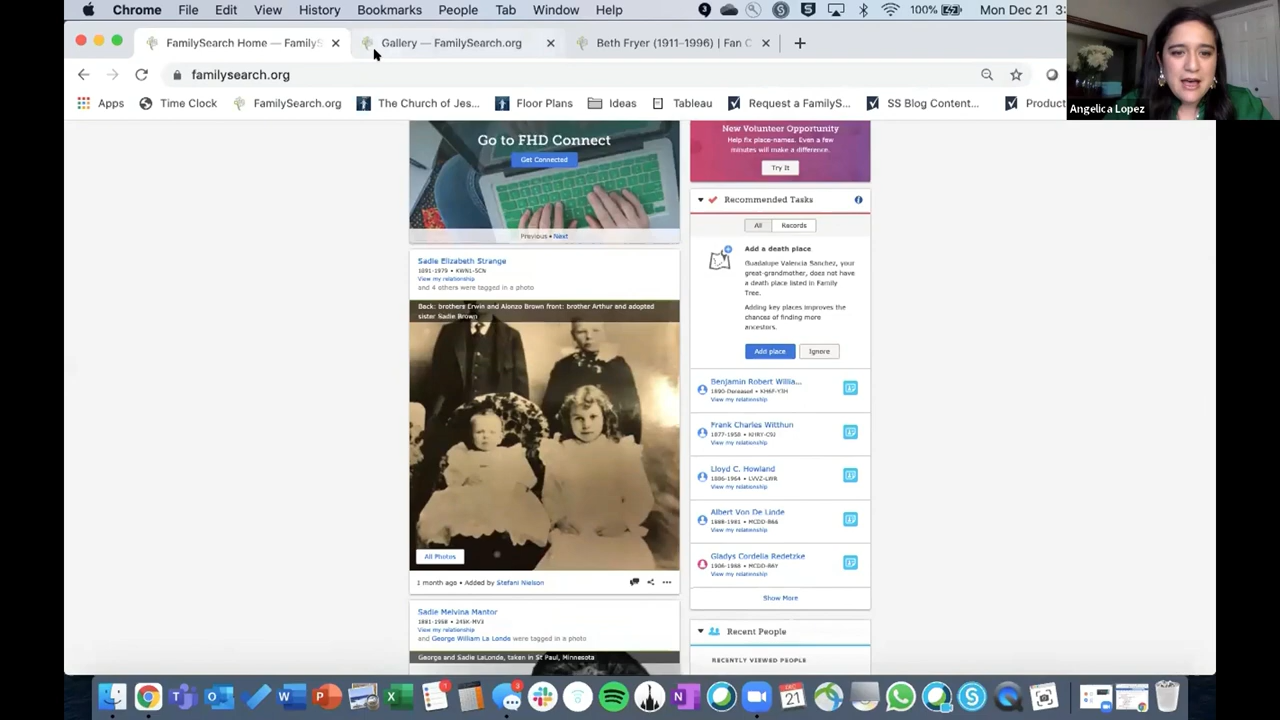 Chrome File Edit View History Bookmarks People Tab Window Help 100% Mon Dec 21 3:
FamilySearch Home — FamilyS Gallery — FamilySearch.org Beth Fryer (1911–1996) | Fan C
familysearch.org
Apps Time Clock FamilySearch.org The Church of Jes... Floor Plans Ideas Tableau Request a FamilyS... SS Blog Content... Product
Angelica Lopez
Go to FHD Connect
Get Connected
Previous • Next
Sadie Elizabeth Strange
1891-1979 • KWN1-SCN
View my relationship
and 4 others were tagged in a photo
Back: brothers Erwin and Alonzo Brown front: brother Arthur and adopted
sister Sadie Brown
All Photos
1 month ago • Added by Stefani Nielson
Sadie Melvina Mantor
View my relationship
and George William La Londe were tagged in a photo
George and Sadie LaLonde, taken in St Paul, Minnesota
New Volunteer Opportunity
Help fix place-names. Even a few
minutes will make a difference.
Try It
Recommended Tasks
All Records
Add a death place
Guadalupe Valencia Sanchez, your
great-grandmother, does not have
a death place listed in Family
Tree.
Adding key places improves the
chances of finding more
ancestors.
Add place Ignore
Benjamin Robert Willia...
View my relationship
Frank Charles Witthun
View my relationship
Lloyd C. Howland
View my relationship
Albert Von De Linde
View my relationship
Gladys Cordelia Redetzke
View my relationship
Show More
Recent People
RECENTLY VIEWED PEOPLE
DEC
21